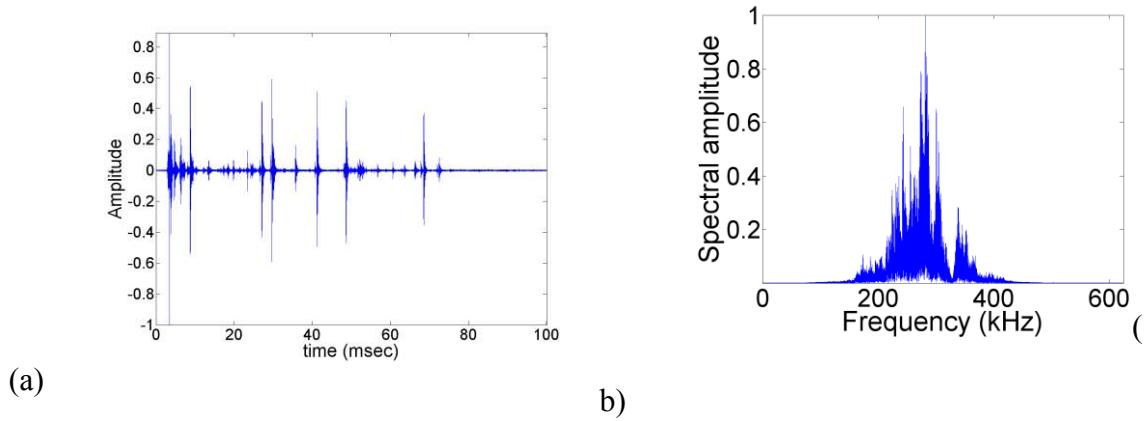 0.8
0.6
0.4
0.2
0
-0.2
-0.4
-0.6
-0.8
-1
Amplitude
0 20 40 60 80 100
time (msec)
(a)
1
0.8
0.6
0.4
0.2
Spectral amplitude
0 200 400 600
Frequency (kHz)
(
b)